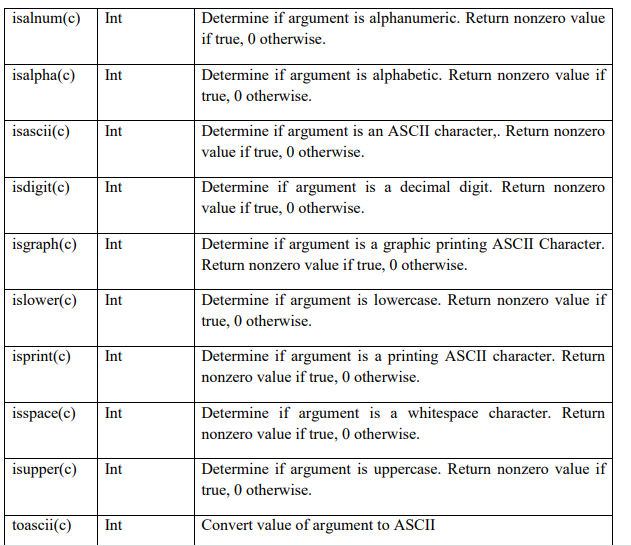 isalnum(c) Int Determine if argument is alphanumeric. Return nonzero value
if true, 0 otherwise.
isalpha(c) Int Determine if argument is alphabetic. Return nonzero value if
true, 0 otherwise.
isascii(c) Int Determine if argument is an ASCII character,. Return nonzero
value if true, 0 otherwise.
isdigit(c) Int Determine if argument is a decimal digit. Return nonzero
value if true, 0 otherwise.
isgraph(c) Int Determine if argument is a graphic printing ASCII Character.
Return nonzero value if true, 0 otherwise.
islower(c) Int Determine if argument is lowercase. Return nonzero value if
true, 0 otherwise.
isprint(c) Int Determine if argument is a printing ASCII character. Return
nonzero value if true, 0 otherwise.
isspace(c) Int Determine if argument is a whitespace character. Return
nonzero value if true, 0 otherwise.
isupper(c) Int Determine if argument is uppercase. Return nonzero value if
true, 0 otherwise.
toascii(c) Int Convert value of argument to ASCII